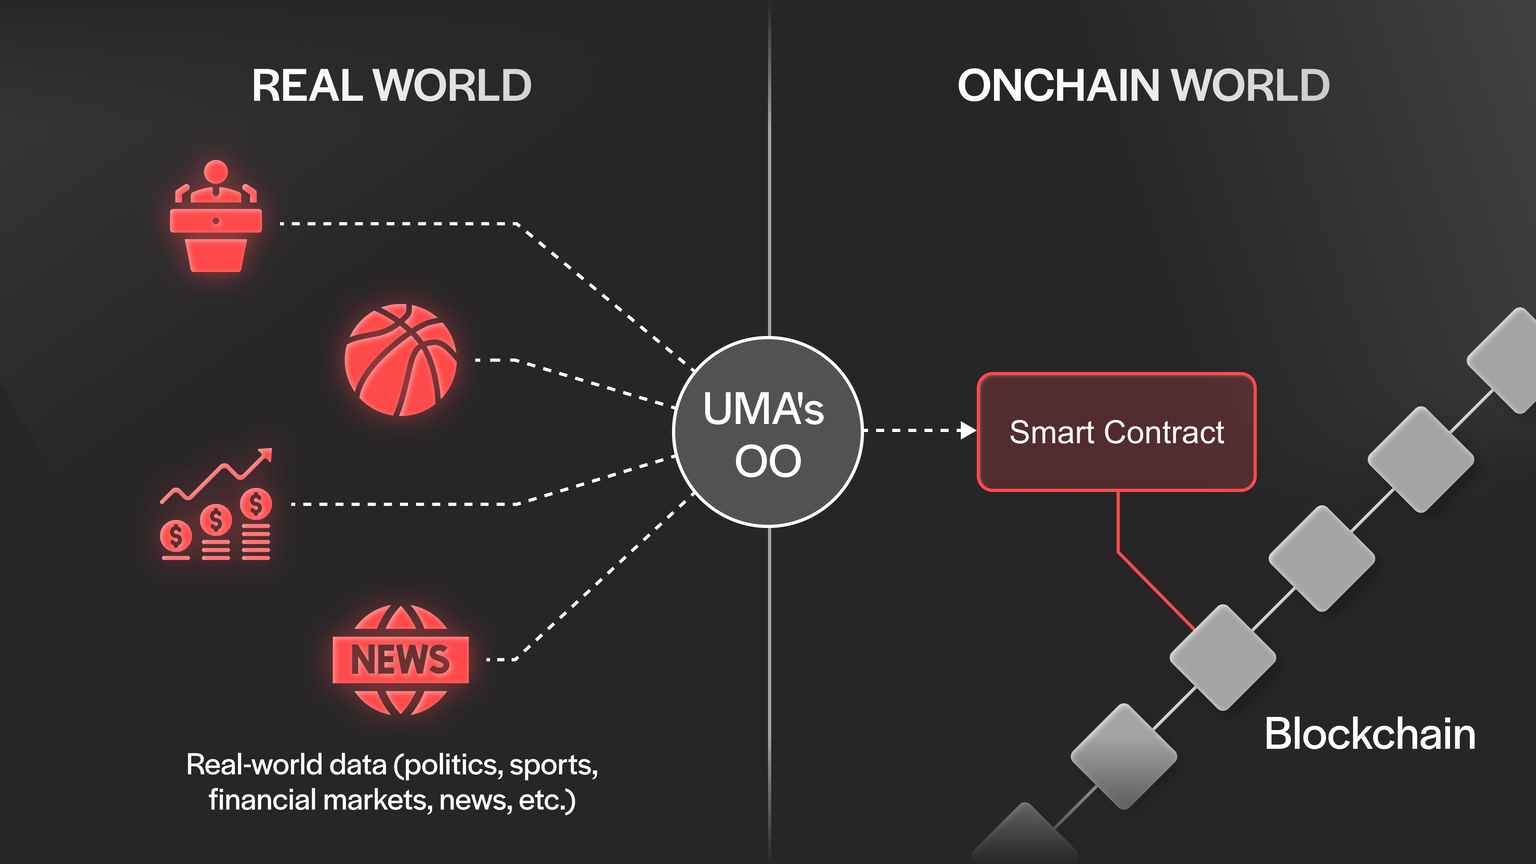 REAL WORLD
ONCHAIN WORLD
$ $ $
NEWS
Real-world data (politics, sports,
financial markets, news, etc.)
UMA's
OO
Smart Contract
Blockchain